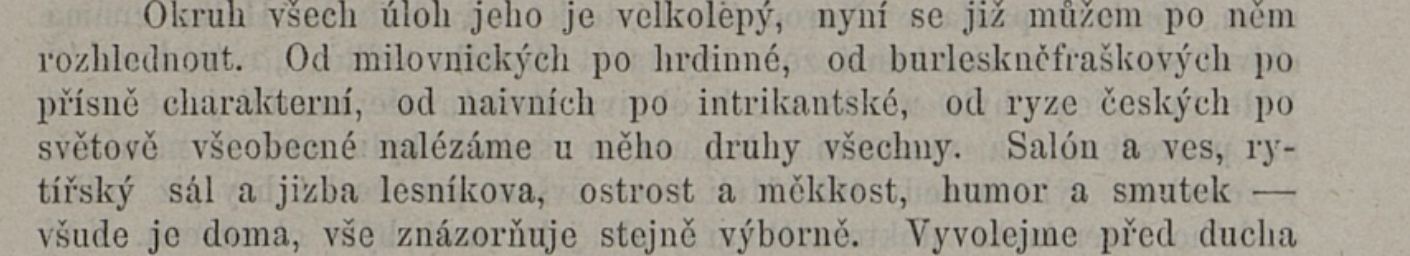 Okruh všech úloh jeho je velkolepý, nyní se již můžem po něm
rozhlednout. Od milovnických po hrdinné, od burleskněfraškových po
přísně charakterní, od naivních po intrikantské, od ryze českých po
světově všeobecné nalézáme u něho druhy všechny. Salón a ves, ry-
tířský sál a jizba lesníkova, ostrost a měkkost, humor a smutek —
všude je doma, vše znázorňuje stejně výborně. Vyvolejme před ducha